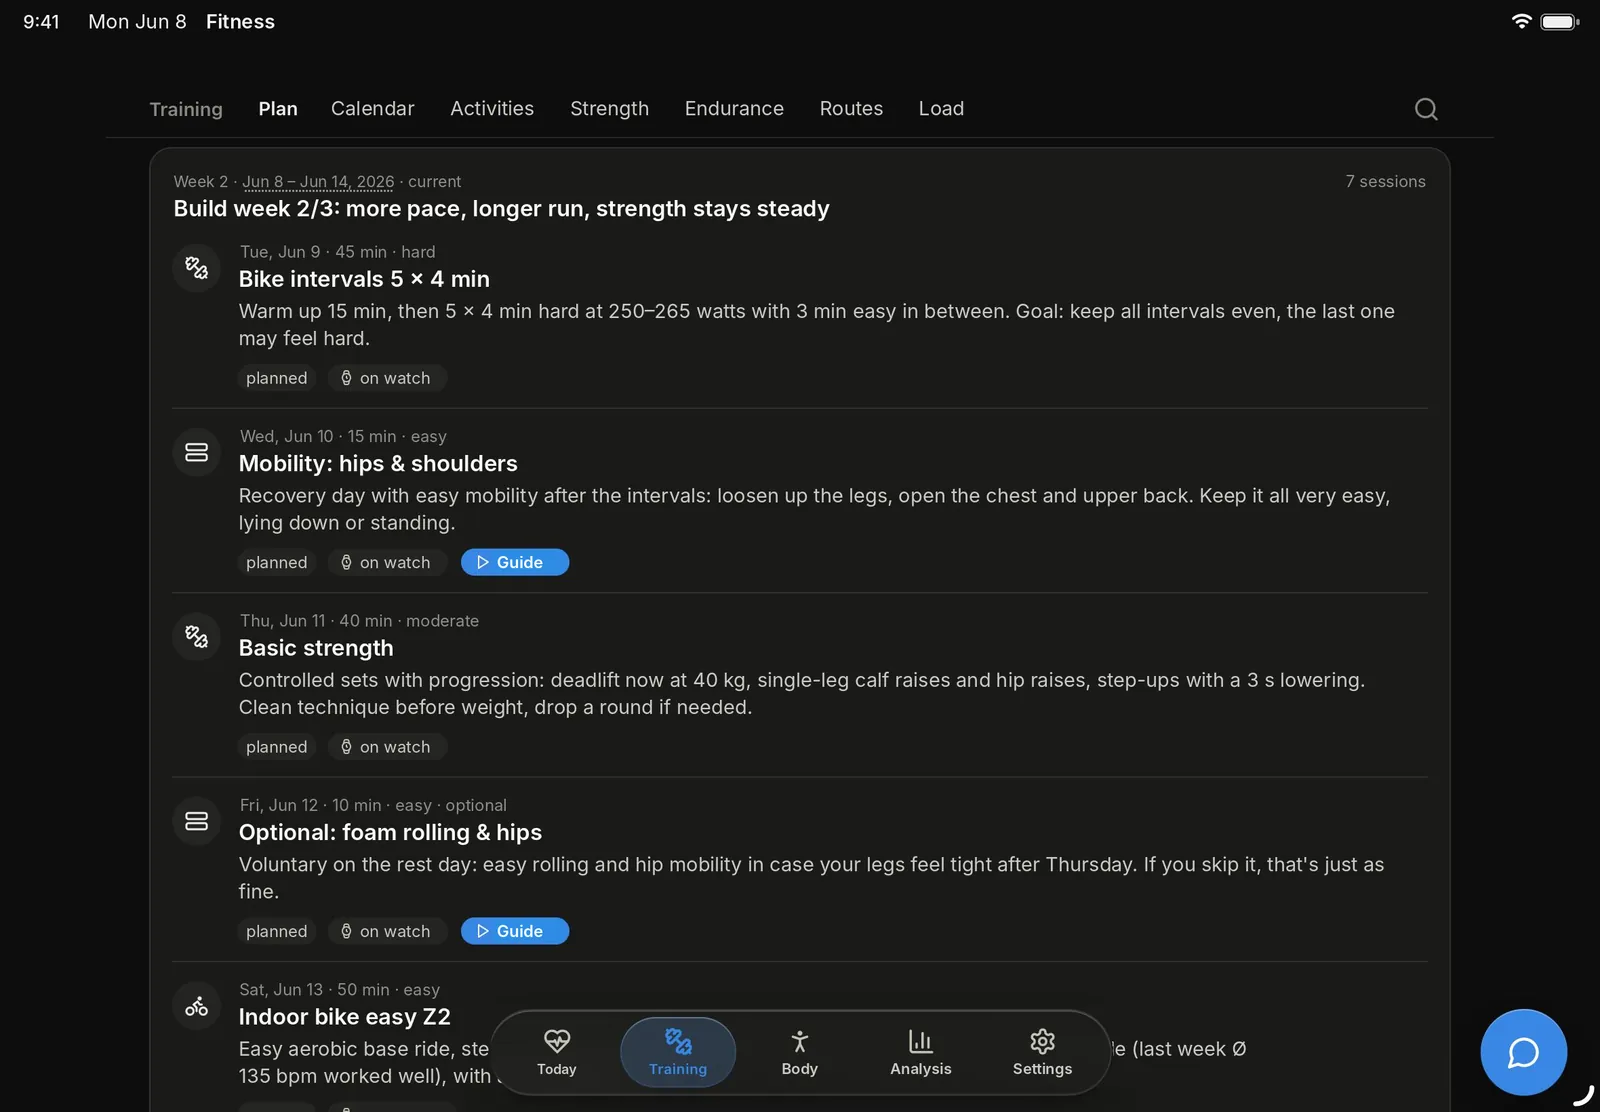 9:41 Mon Jun 8 Fitness
Training Plan Calendar Activities Strength Endurance Routes Load
Week 2 · Jun 8 – Jun 14, 2026 · current 7 sessions
Build week 2/3: more pace, longer run, strength stays steady
Tue, Jun 9 · 45 min · hard
Bike intervals 5 × 4 min
Warm up 15 min, then 5 × 4 min hard at 250–265 watts with 3 min easy in between. Goal: keep all intervals even, the last one
may feel hard.
planned on watch
Wed, Jun 10 · 15 min · easy
Mobility: hips & shoulders
Recovery day with easy mobility after the intervals: loosen up the legs, open the chest and upper back. Keep it all very easy,
lying down or standing.
planned on watch Guide
Thu, Jun 11 · 40 min · moderate
Basic strength
Controlled sets with progression: deadlift now at 40 kg, single-leg calf raises and hip raises, step-ups with a 3 s lowering.
Clean technique before weight, drop a round if needed.
planned on watch
Fri, Jun 12 · 10 min · easy · optional
Optional: foam rolling & hips
Voluntary on the rest day: easy rolling and hip mobility in case your legs feel tight after Thursday. If you skip it, that's just as
fine.
planned on watch Guide
Sat, Jun 13 · 50 min · easy
Indoor bike easy Z2
Easy aerobic base ride, (last week Ø
135 bpm worked well), with
Today Training Body Analysis Settings